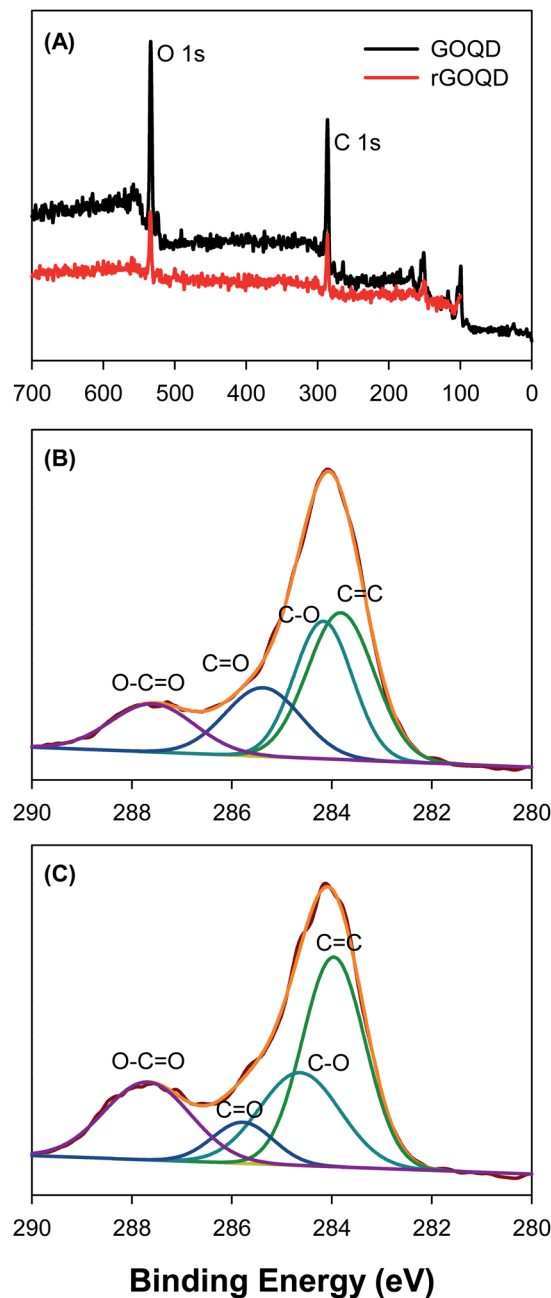 (A)
O 1s
C 1s
GOQD
rGOQD
700 600 500 400 300 200 100 0
(B)
C=C
C-O
C=O
O-C=O
290 288 286 284 282 280
(C)
C=C
O-C=O
C-O
C=O
290 288 286 284 282 280
Binding Energy (eV)